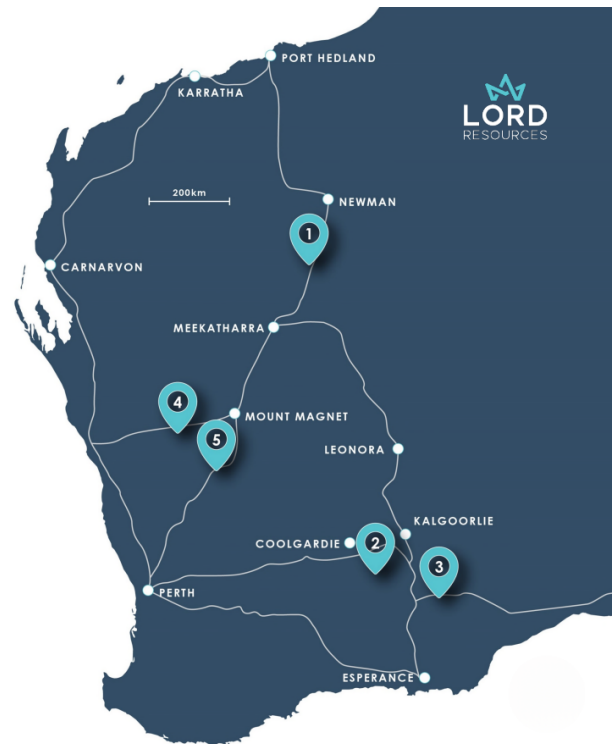 PORT HEDLAND
KARRATHA
LORD
RESOURCES
200km
NEWMAN
1
CARNARVON
MEEKATHARRA
4
MOUNT MAGNET
5
LEONORA
KALGOORLIE
COOLGARDIE
2
3
PERTH
ESPERANCE